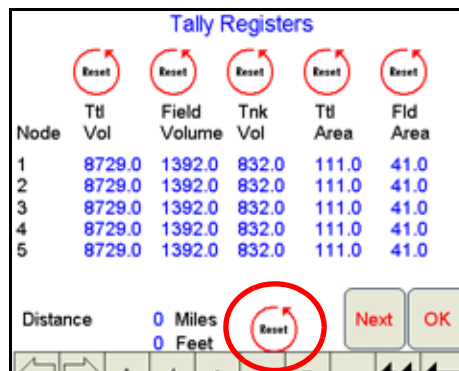 Tally Registers
Reset Reset Reset Reset Reset
Ttl Field Tnk Ttl Fld
Node Vol Volume Vol Area Area
1 8729.0 1392.0 832.0 111.0 41.0
2 8729.0 1392.0 832.0 111.0 41.0
3 8729.0 1392.0 832.0 111.0 41.0
4 8729.0 1392.0 832.0 111.0 41.0
5 8729.0 1392.0 832.0 111.0 41.0
Distance 0 Miles Reset Next OK
0 Feet